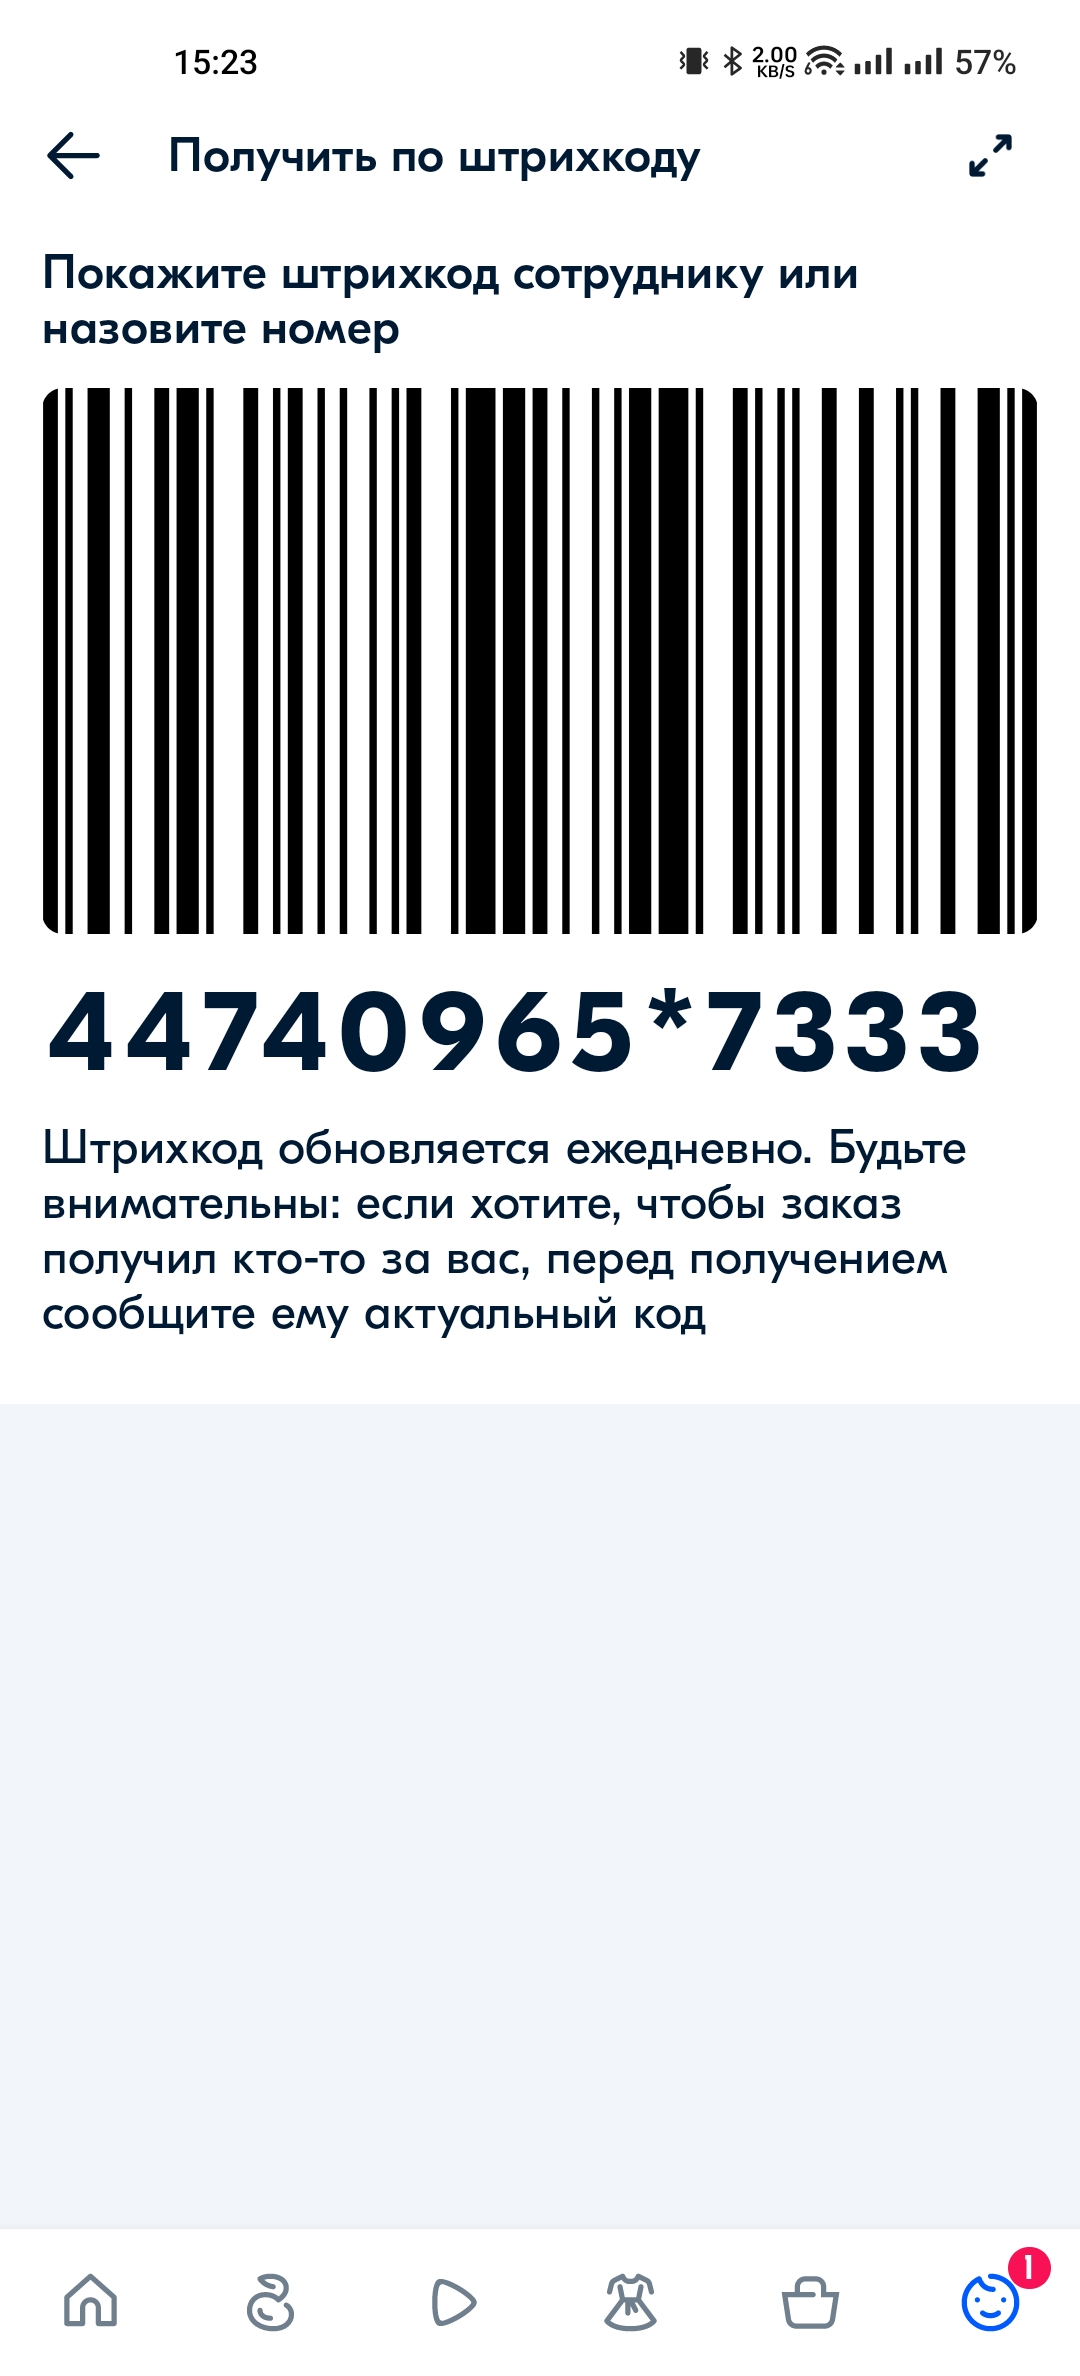 15:23
2.00
KB/S
6
57%
Получить по штрихкоду
Покажите штрихкод сотруднику или
назовите номер
44740965*7333
Штрихкод обновляется ежедневно. Будьте
внимательны: если хотите, чтобы заказ
получил кто-то за вас, перед получением
сообщите ему актуальный код
1